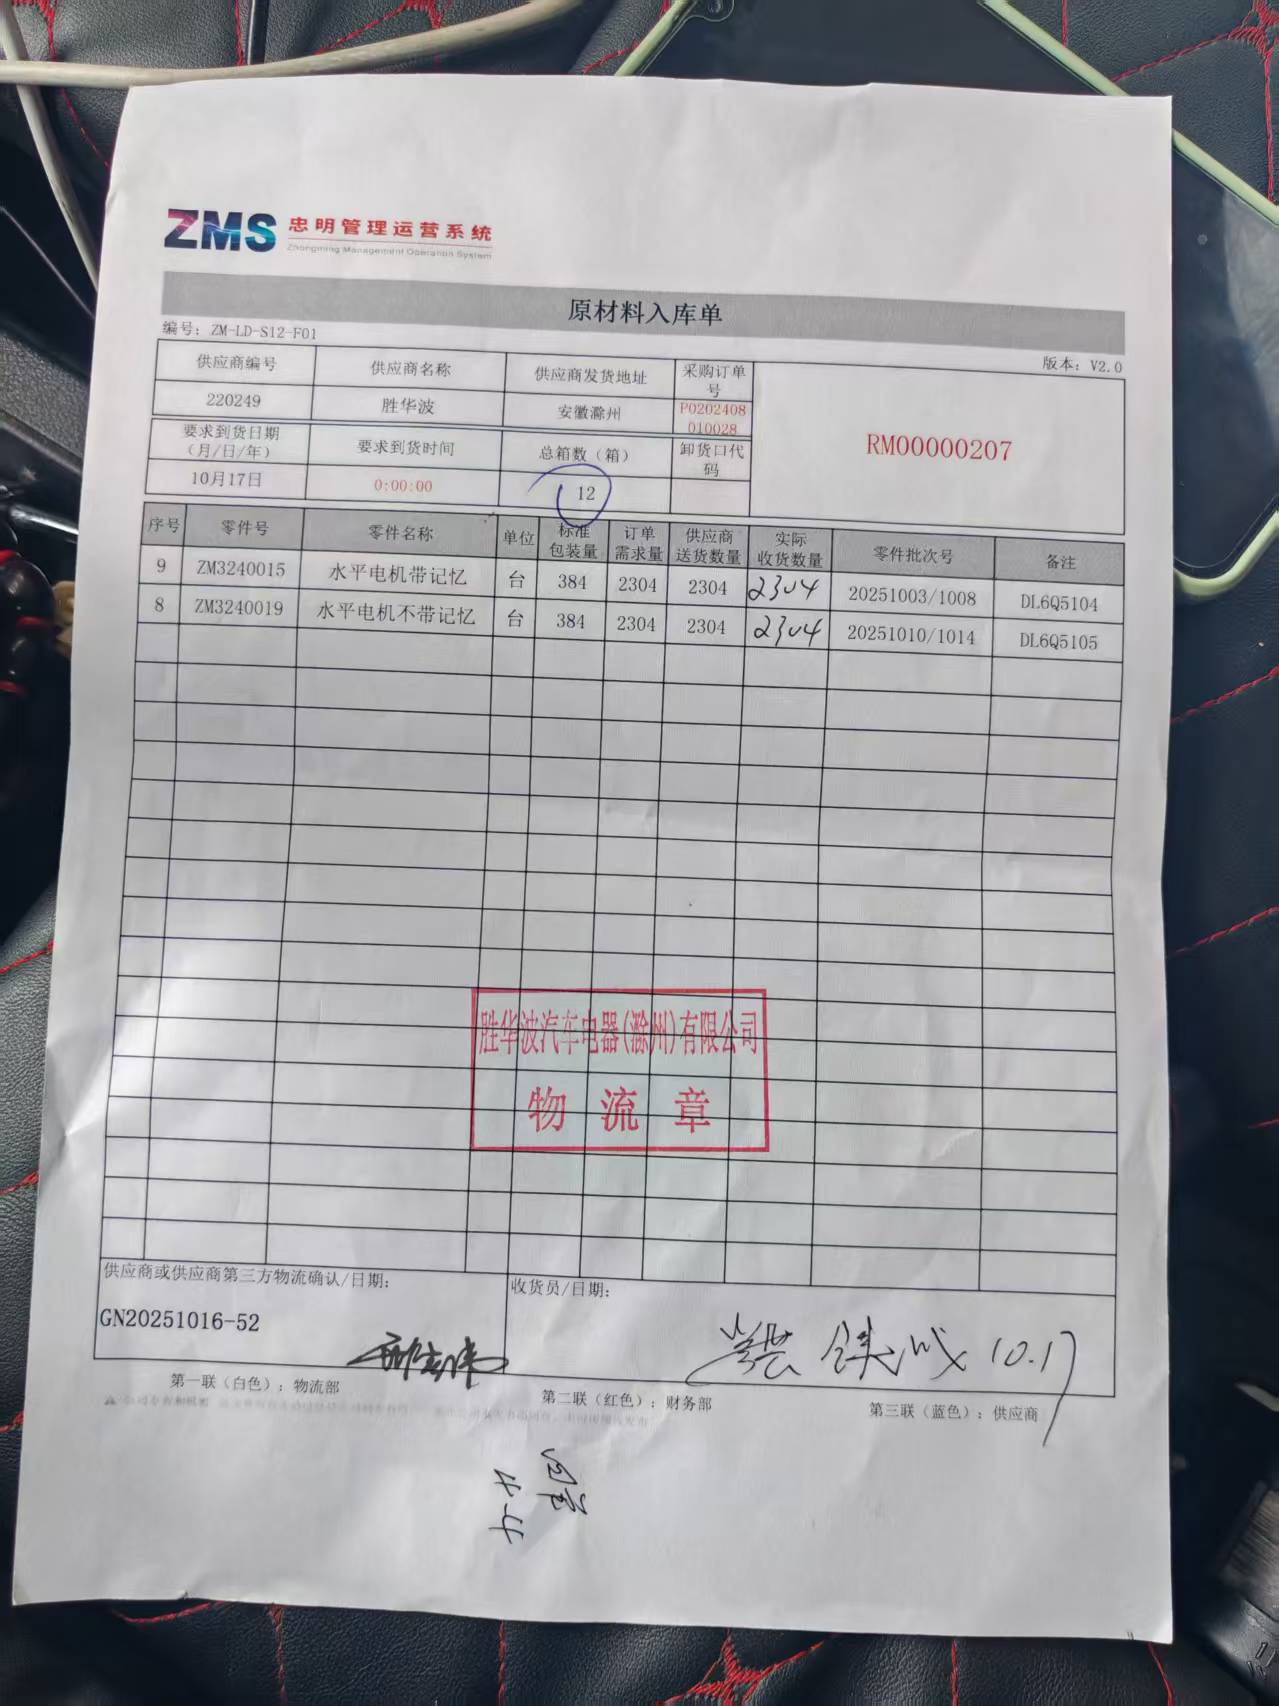 ZMS 忠明管理运营系统
Zhongming Management Operation System
原材料入库单
编号: ZM-LD-S12-F01
版本: V2.0
供应商编号 供应商名称 供应商发货地址 采购订单号
220249 胜华波 安徽滁州 P0202408010028
RM00000207
要求到货日期(月/日/年) 要求到货时间 总箱数（箱） 卸货口代码
10月17日 0:00:00 12
序号 零件号 零件名称 单位 标准包装量 订单需求量 供应商送货数量 实际收货数量 零件批次号 备注
9 ZM3240015 水平电机带记忆 台 384 2304 2304 2304 20251003/1008 DL6Q5104
8 ZM3240019 水平电机不带记忆 台 384 2304 2304 2304 20251010/1014 DL6Q5105
胜华波汽车电器(滁州)有限公司
物流章
供应商或供应商第三方物流确认/日期:
收货员/日期:
GN20251016-52
10.17
第一联（白色）: 物流部
第二联（红色）: 财务部
第三联（蓝色）: 供应商